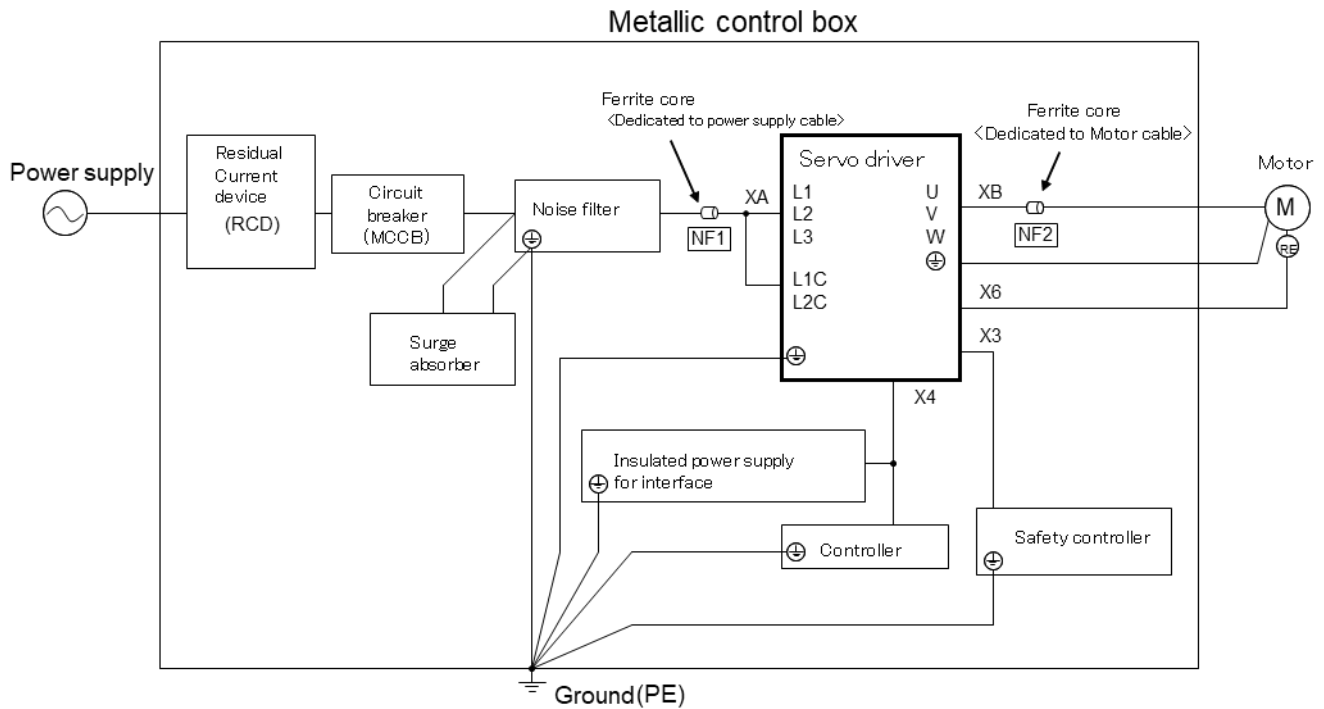 Metallic control box
Ferrite core
<Dedicated to power supply cable>
Ferrite core
<Dedicated to Motor cable>
Power supply
Residual
Current
device
(RCD)
Circuit
breaker
(MCCB)
Noise filter
NF1
XA
Servo driver
L1
L2
L3
L1C
L2C
U
V
W
XB
NF2
Motor
M
RE
X6
X3
X4
Surge
absorber
Insulated power supply
for interface
Controller
Safety controller
Ground(PE)